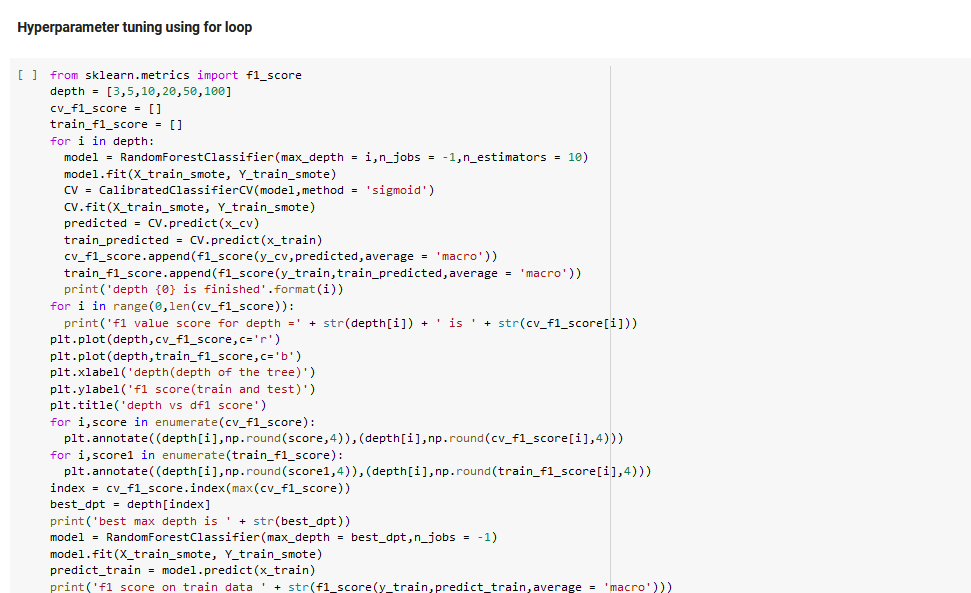 Hyperparameter tuning using for loop
[ ] from sklearn.metrics import f1_score
depth = [3,5,10,20,50,100]
cv_f1_score = []
train_f1_score = []
for i in depth:
  model = RandomForestClassifier(max_depth = i,n_jobs = -1,n_estimators = 10)
  model.fit(X_train_smote, Y_train_smote)
  CV = CalibratedClassifierCV(model,method = 'sigmoid')
  CV.fit(X_train_smote, Y_train_smote)
  predicted = CV.predict(x_cv)
  train_predicted = CV.predict(x_train)
  cv_f1_score.append(f1_score(y_cv,predicted,average = 'macro'))
  train_f1_score.append(f1_score(y_train,train_predicted,average = 'macro'))
  print('depth {0} is finished'.format(i))
for i in range(0,len(cv_f1_score)):
  print('f1 value score for depth =' + str(depth[i]) + ' is ' + str(cv_f1_score[i]))
plt.plot(depth,cv_f1_score,c='r')
plt.plot(depth,train_f1_score,c='b')
plt.xlabel('depth(depth of the tree)')
plt.ylabel('f1 score(train and test)')
plt.title('depth vs df1 score')
for i,score in enumerate(cv_f1_score):
  plt.annotate((depth[i],np.round(score,4)),(depth[i],np.round(cv_f1_score[i],4)))
for i,score1 in enumerate(train_f1_score):
  plt.annotate((depth[i],np.round(score1,4)),(depth[i],np.round(train_f1_score[i],4)))
index = cv_f1_score.index(max(cv_f1_score))
best_dpt = depth[index]
print('best max depth is ' + str(best_dpt))
model = RandomForestClassifier(max_depth = best_dpt,n_jobs = -1)
model.fit(X_train_smote, Y_train_smote)
predict_train = model.predict(x_train)
print('f1 score on train data ' + str(f1_score(y_train,predict_train,average = 'macro')))